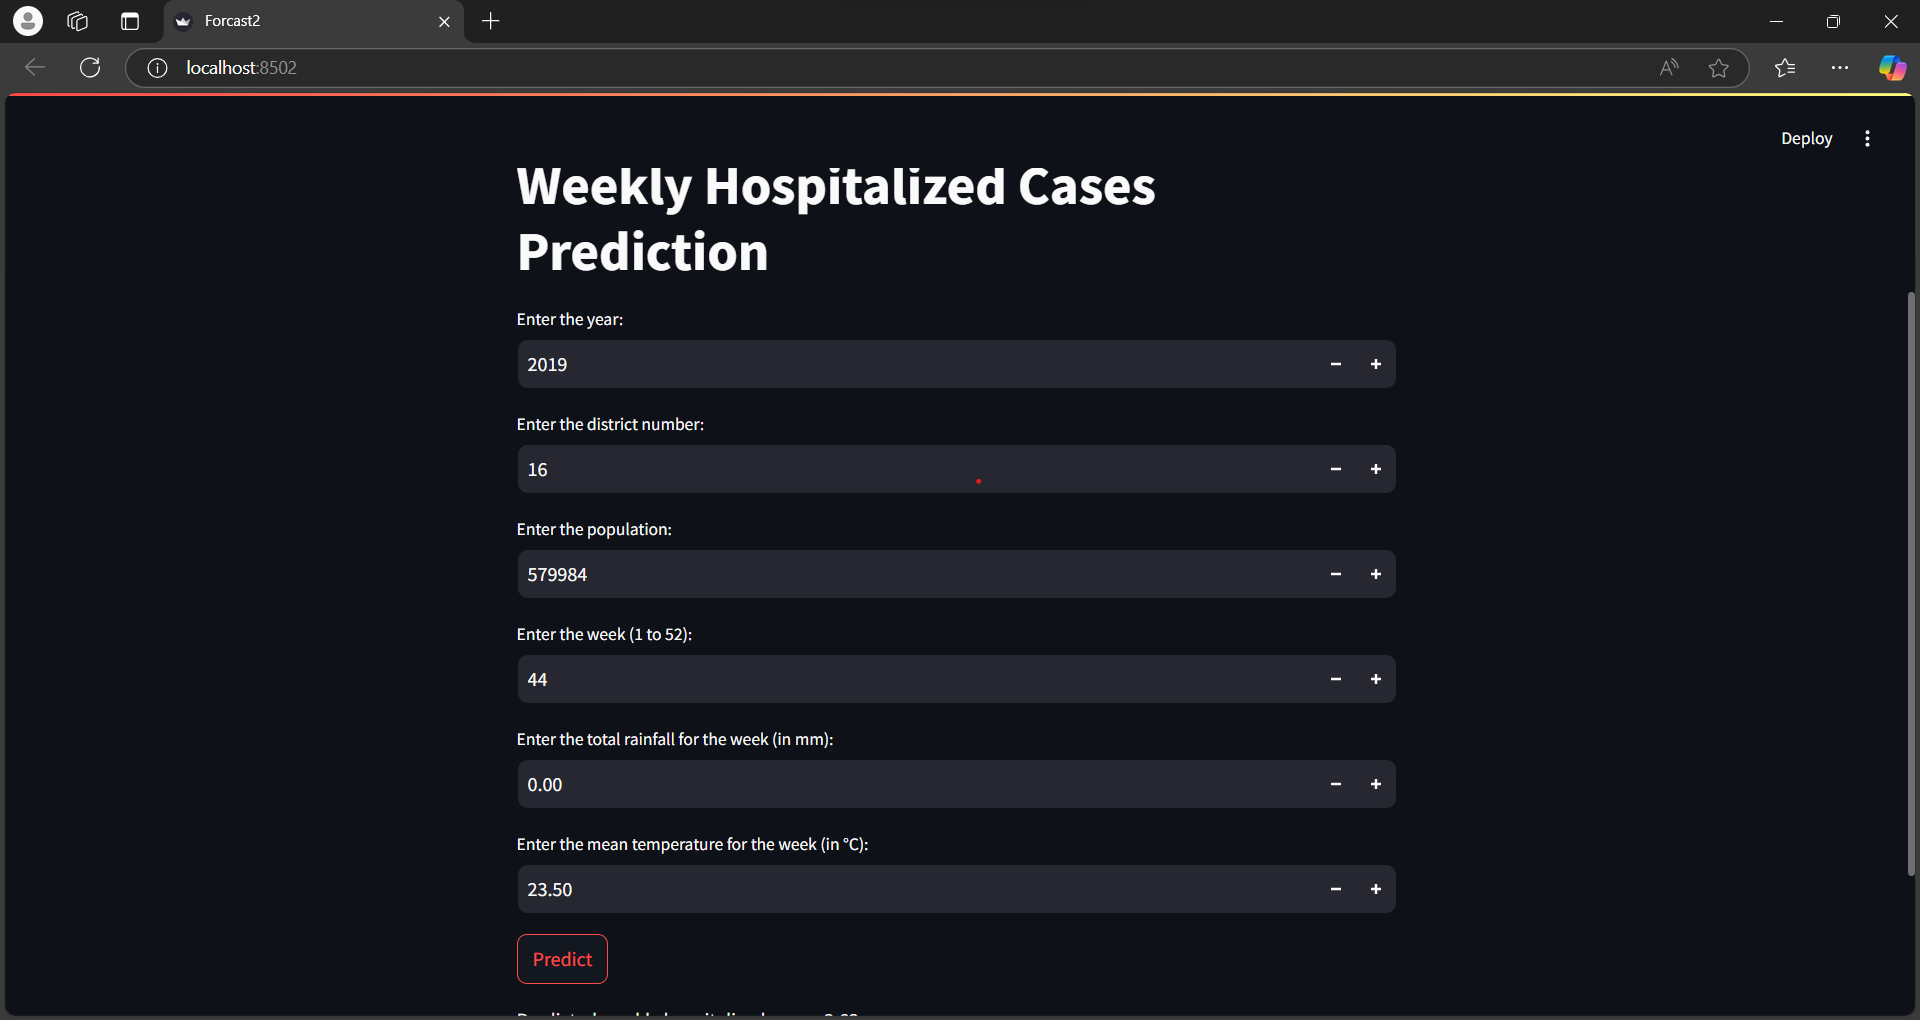 Forcast2
localhost:8502
Deploy
Weekly Hospitalized Cases
Prediction
Enter the year:
2019
Enter the district number:
16
Enter the population:
579984
Enter the week (1 to 52):
44
Enter the total rainfall for the week (in mm):
0.00
Enter the mean temperature for the week (in °C):
23.50
Predict